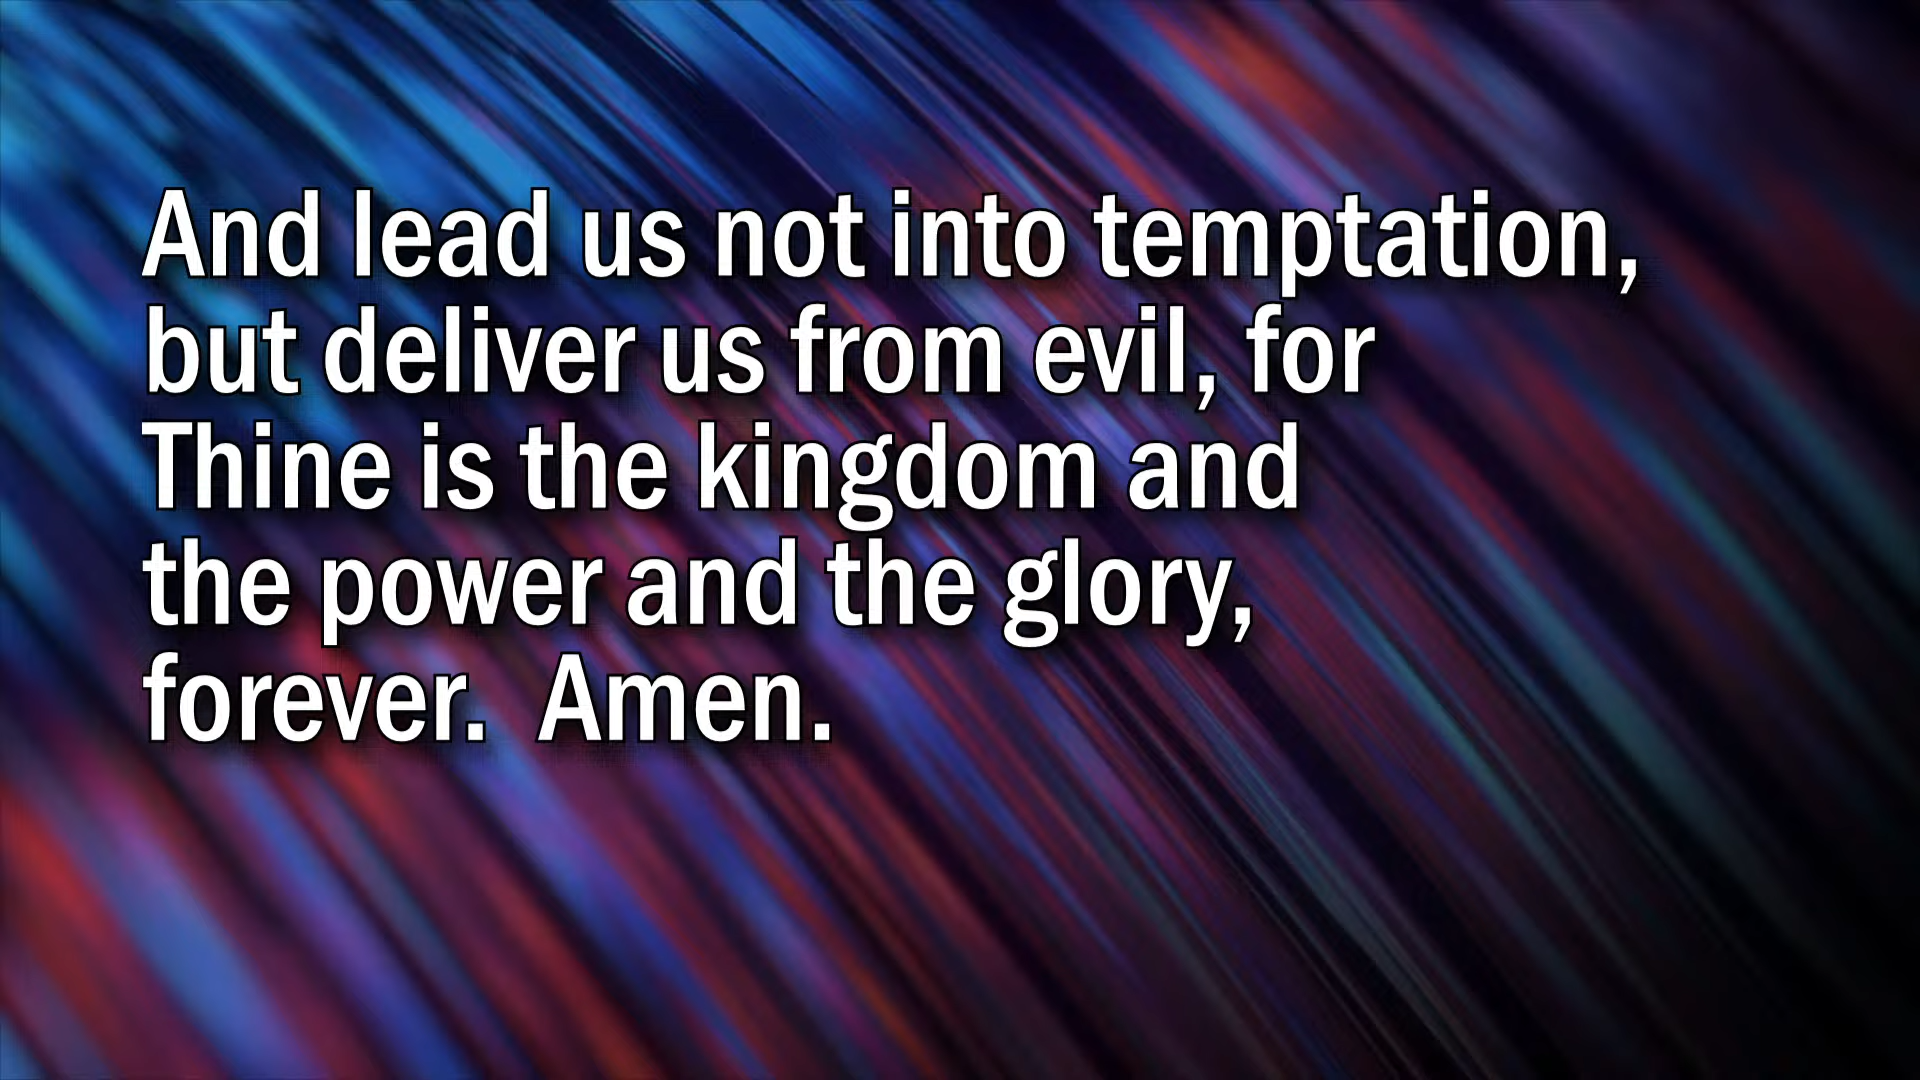 And lead us not into temptation,
but deliver us from evil, for
Thine is the kingdom and
the power and the glory,
forever.  Amen.